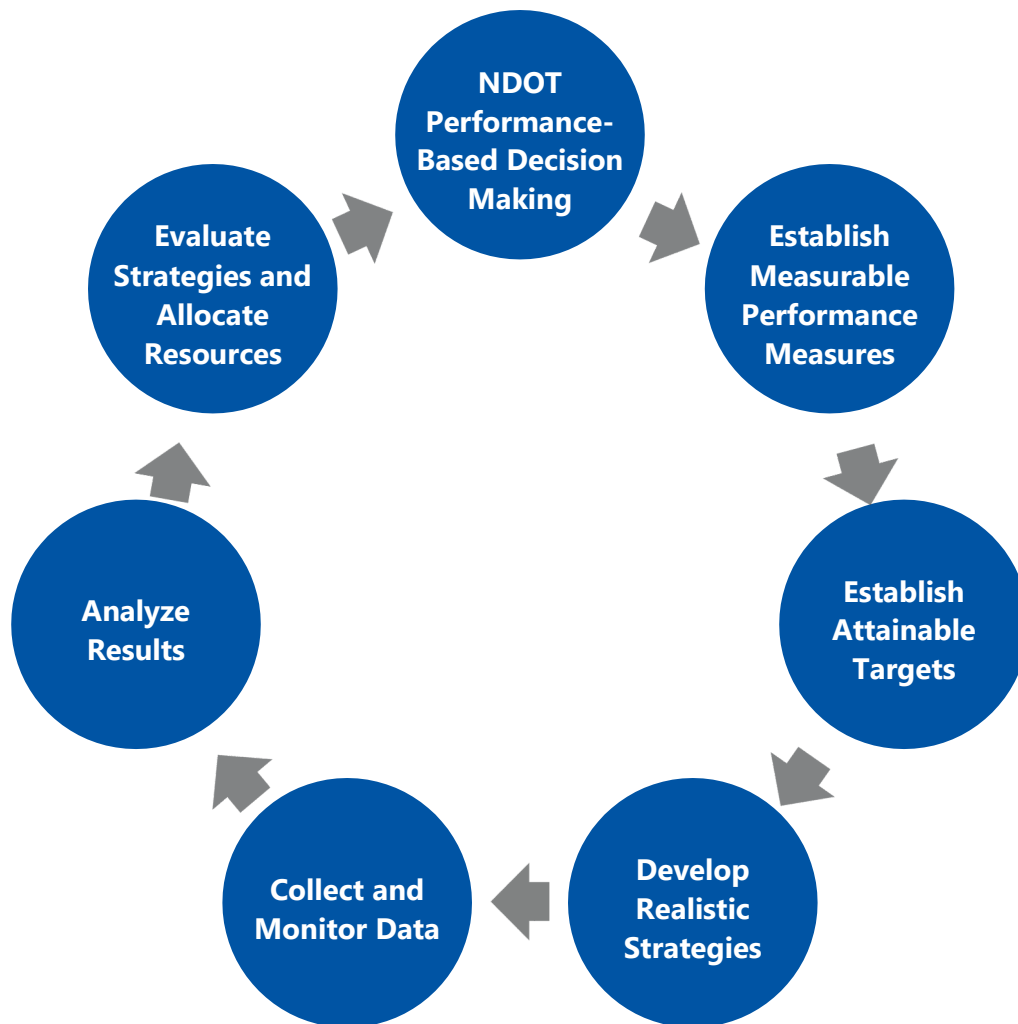 NDOT
Performance-
Based Decision
Making
Establish
Measurable
Performance
Measures
Establish
Attainable
Targets
Develop
Realistic
Strategies
Collect and
Monitor Data
Analyze
Results
Evaluate
Strategies and
Allocate
Resources